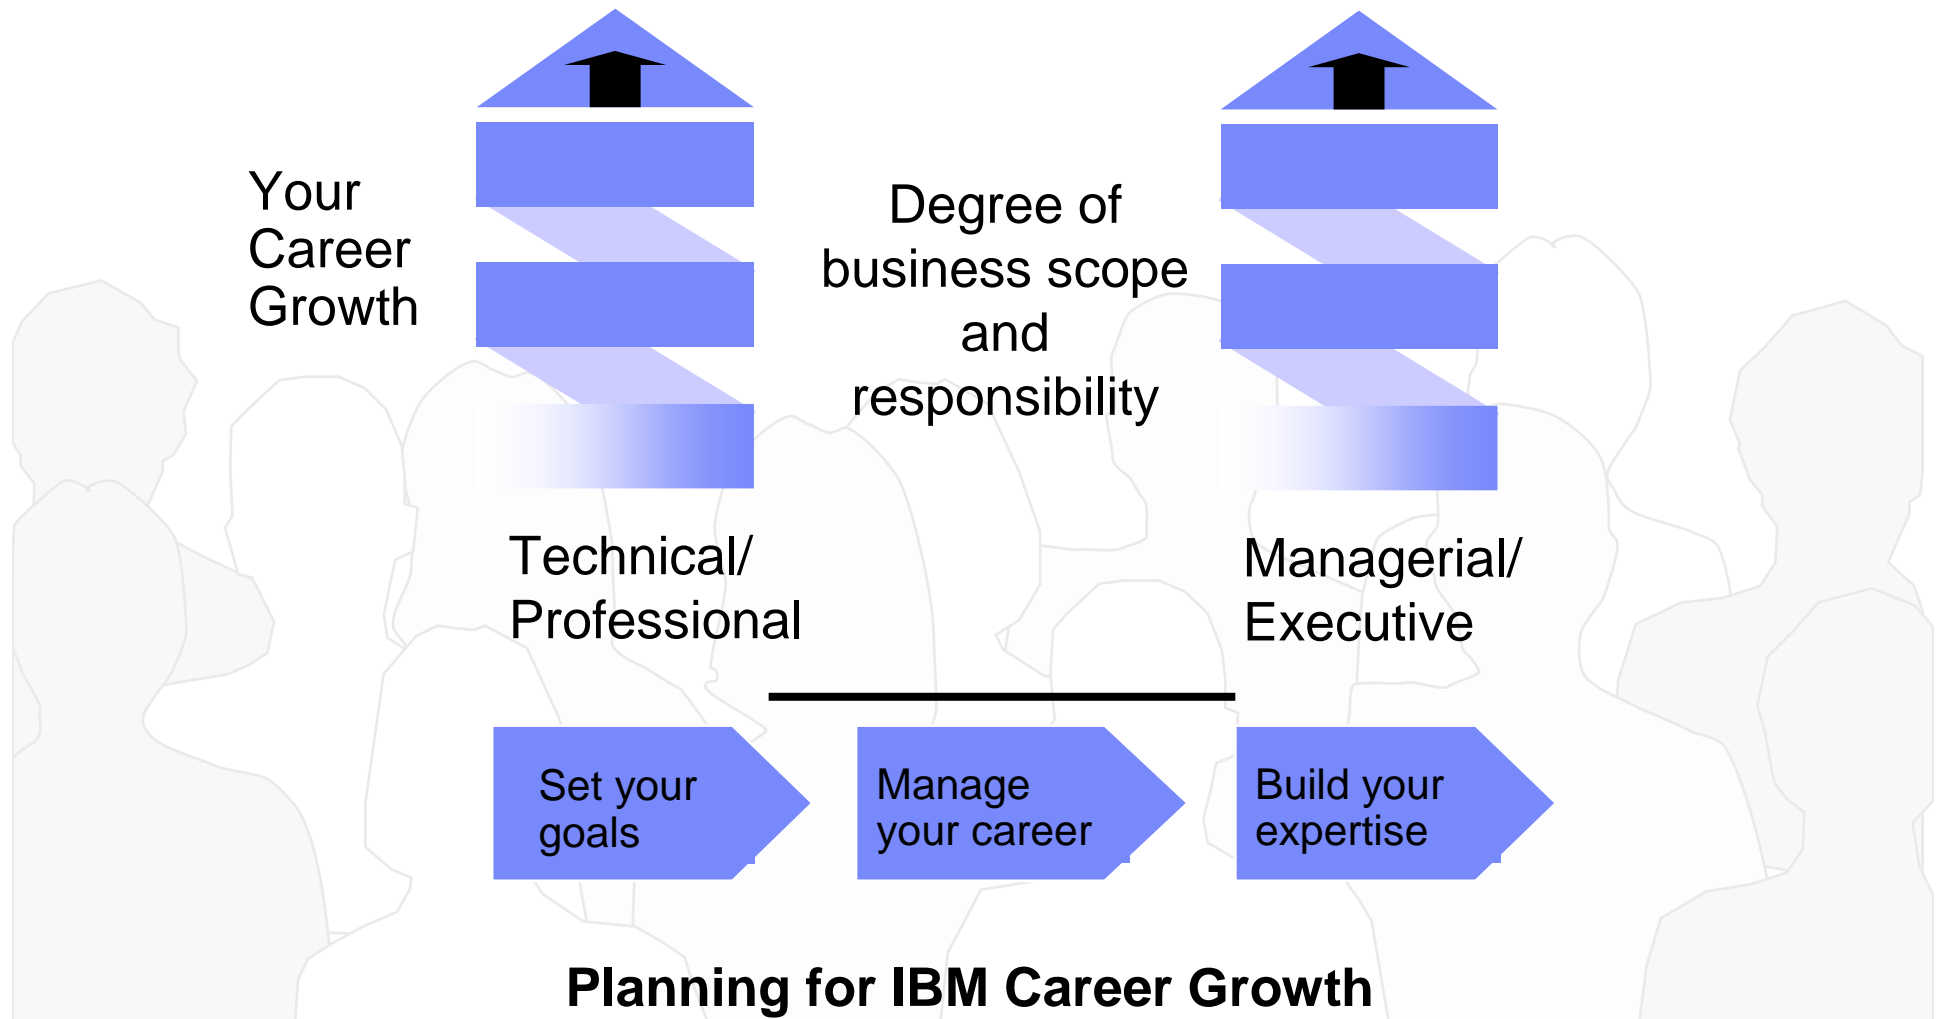 Your
Career
Growth
Degree of
business scope
and
responsibility
Technical/
Professional
Managerial/
Executive
Set your
goals
Manage
your career
Build your
expertise
Planning for IBM Career Growth